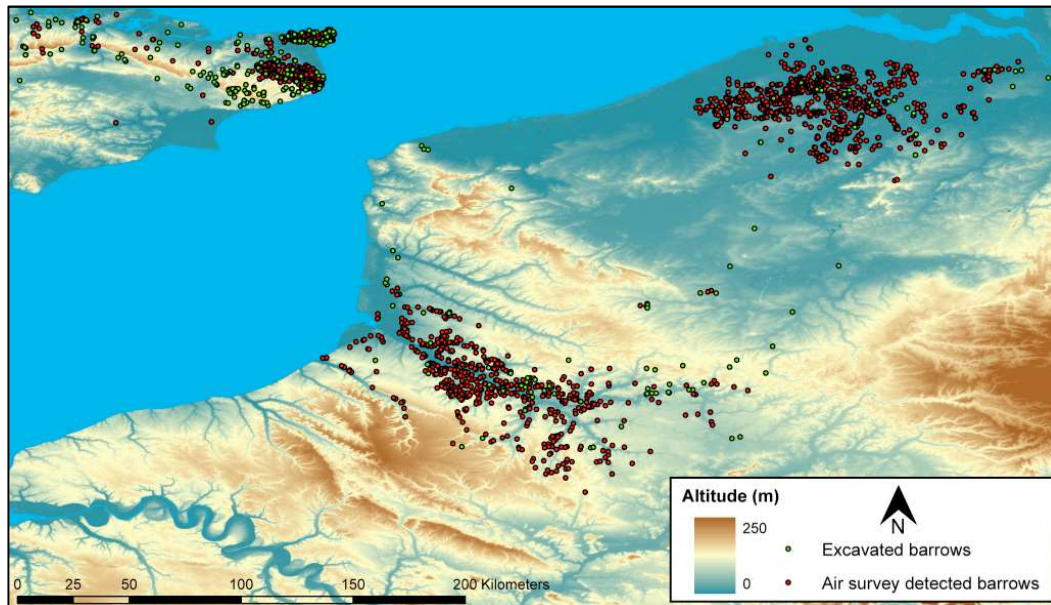 Altitude (m)
250
0
N
Excavated barrows
Air survey detected barrows
0 25 50 100 150 200 Kilometers